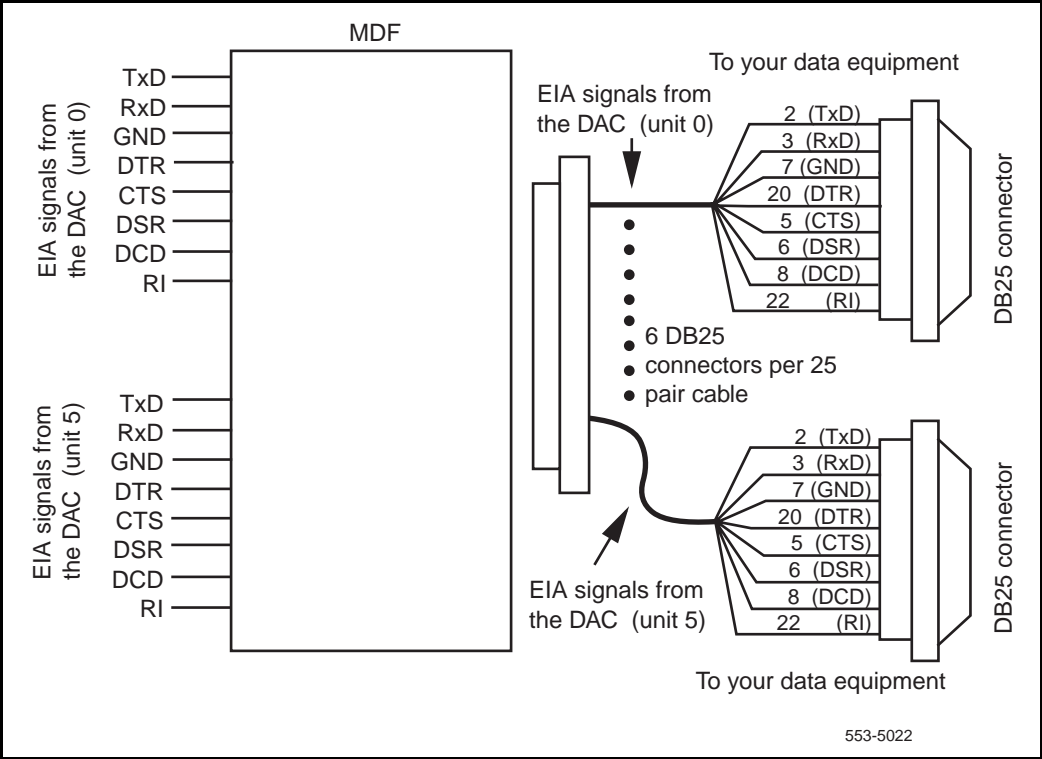 MDF
To your data equipment
TxD
RxD
GND
DTR
CTS
DSR
DCD
RI
EIA signals from
the DAC (unit 0)
EIA signals from
the DAC (unit 0)
2 (TxD)
3 (RxD)
7 (GND)
20 (DTR)
5 (CTS)
6 (DSR)
8 (DCD)
22 (RI)
DB25 connector
6 DB25
connectors per 25
pair cable
TxD
RxD
GND
DTR
CTS
DSR
DCD
RI
EIA signals from
the DAC (unit 5)
EIA signals from
the DAC (unit 5)
2 (TxD)
3 (RxD)
7 (GND)
20 (DTR)
5 (CTS)
6 (DSR)
8 (DCD)
22 (RI)
DB25 connector
To your data equipment
553-5022